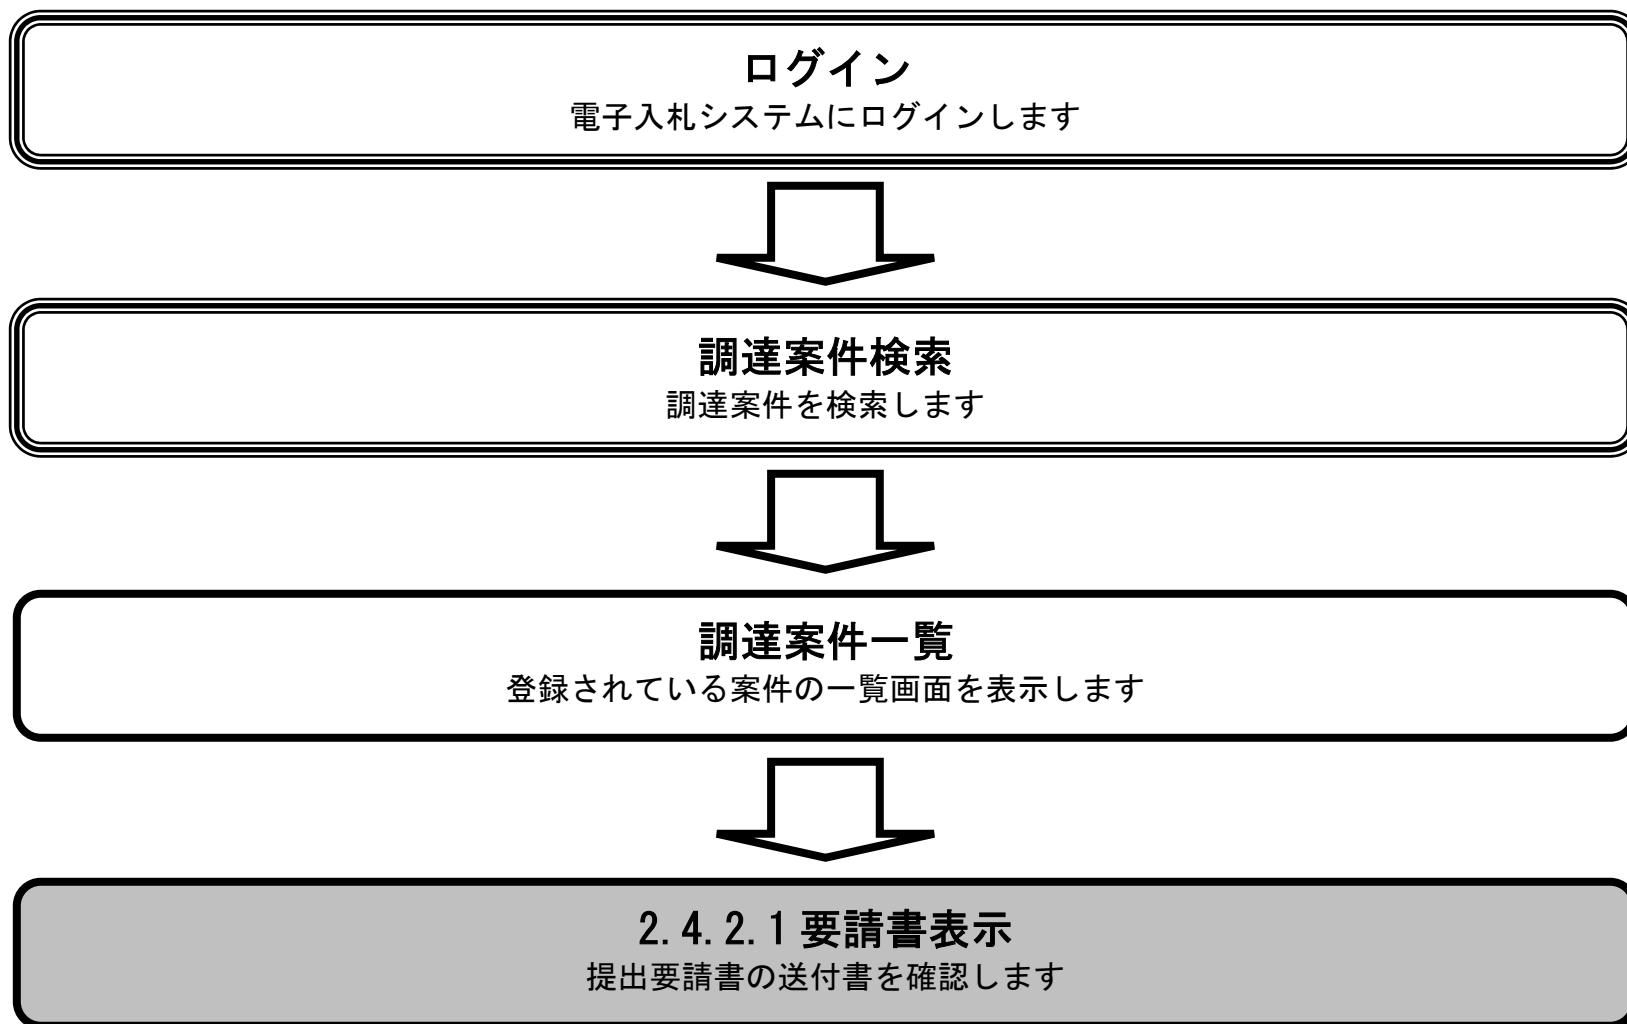 ログイン
電子入札システムにログインします
調達案件検索
調達案件を検索します
調達案件一覧
登録されている案件の一覧画面を表示します
2.4.2.1要請書表示
提出要請書の送付書を確認します